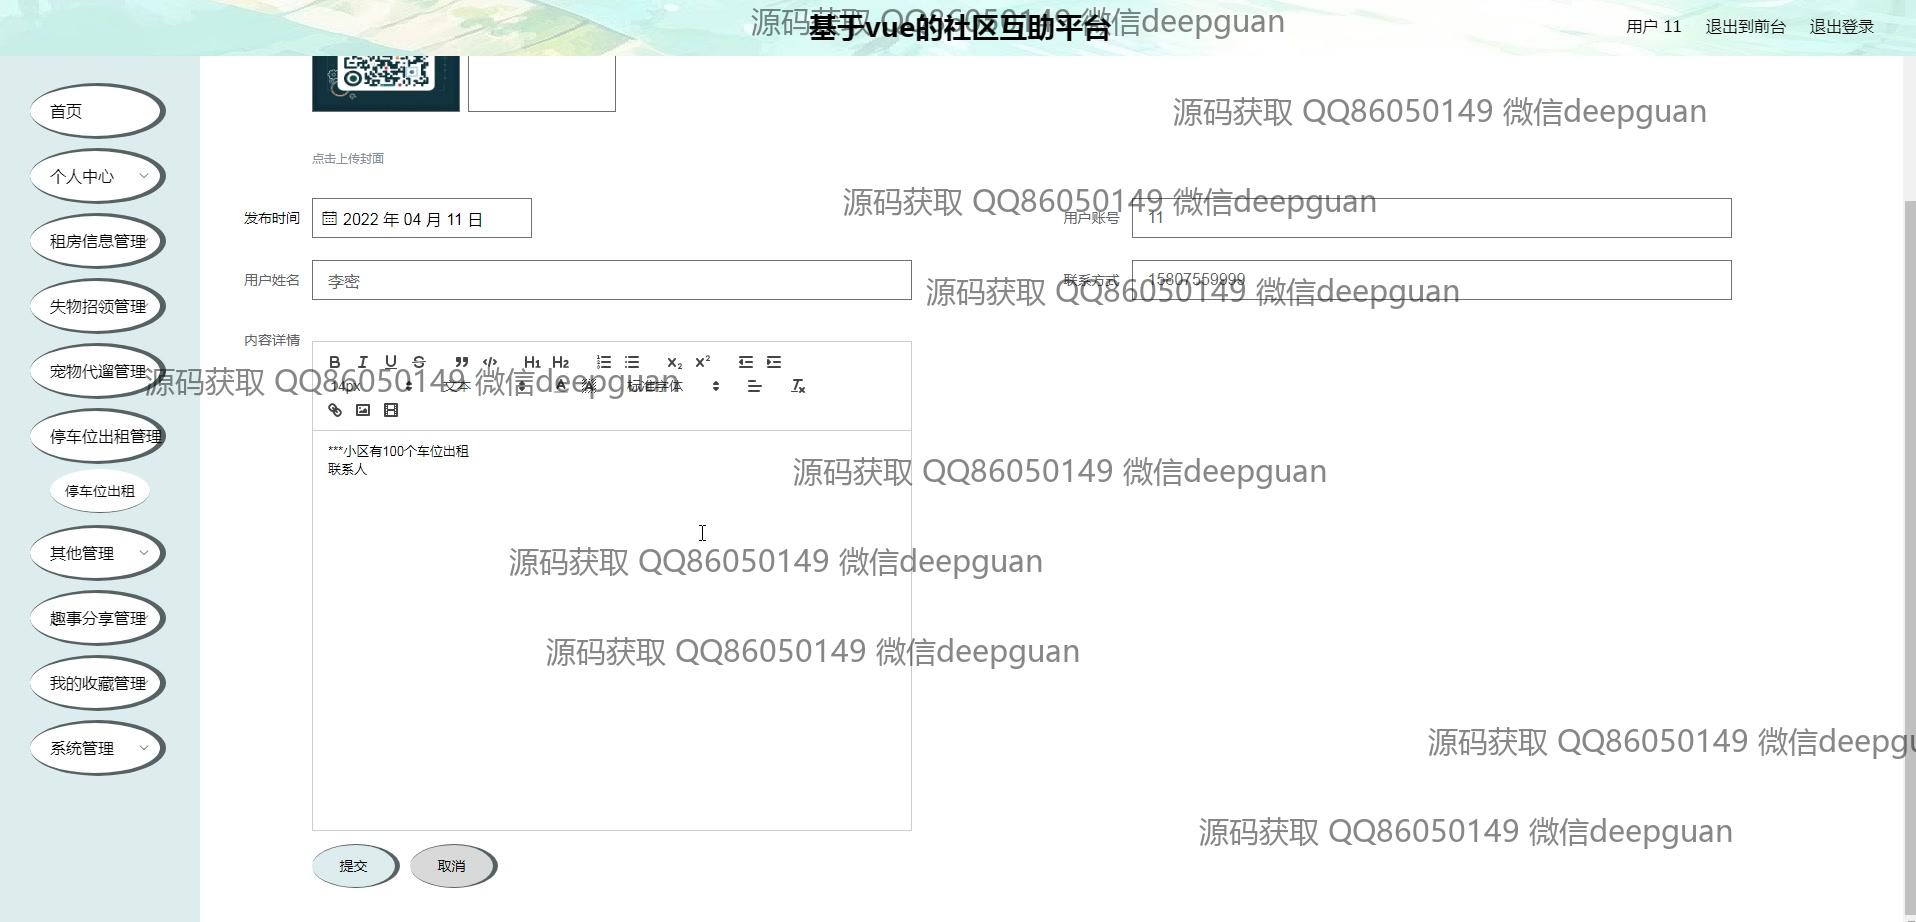 源码获取 QQ86050149 微信deepguan
基于vue的社区互助平台
用户 11 退出到前台 退出登录
首页
个人中心
租房信息管理
失物招领管理
宠物代遛管理
停车位出租管理
停车位出租
其他管理
趣事分享管理
我的收藏管理
系统管理
源码获取 QQ86050149 微信deepguan
点击上传封面
源码获取 QQ86050149 微信deepguan
发布时间 2022 年 04 月 11 日
用户账号 11
用户姓名 李密
联系方式 15807559999
源码获取 QQ86050149 微信deepguan
内容详情
B I U S H1 H2 X2 X2
14px 文本 A 标准字体
源码获取 QQ86050149 微信deepguan
***小区有100个车位出租
联系人
源码获取 QQ86050149 微信deepguan
源码获取 QQ86050149 微信deepguan
源码获取 QQ86050149 微信deepguan
源码获取 QQ86050149 微信deepgu
源码获取 QQ86050149 微信deepguan
提交 取消